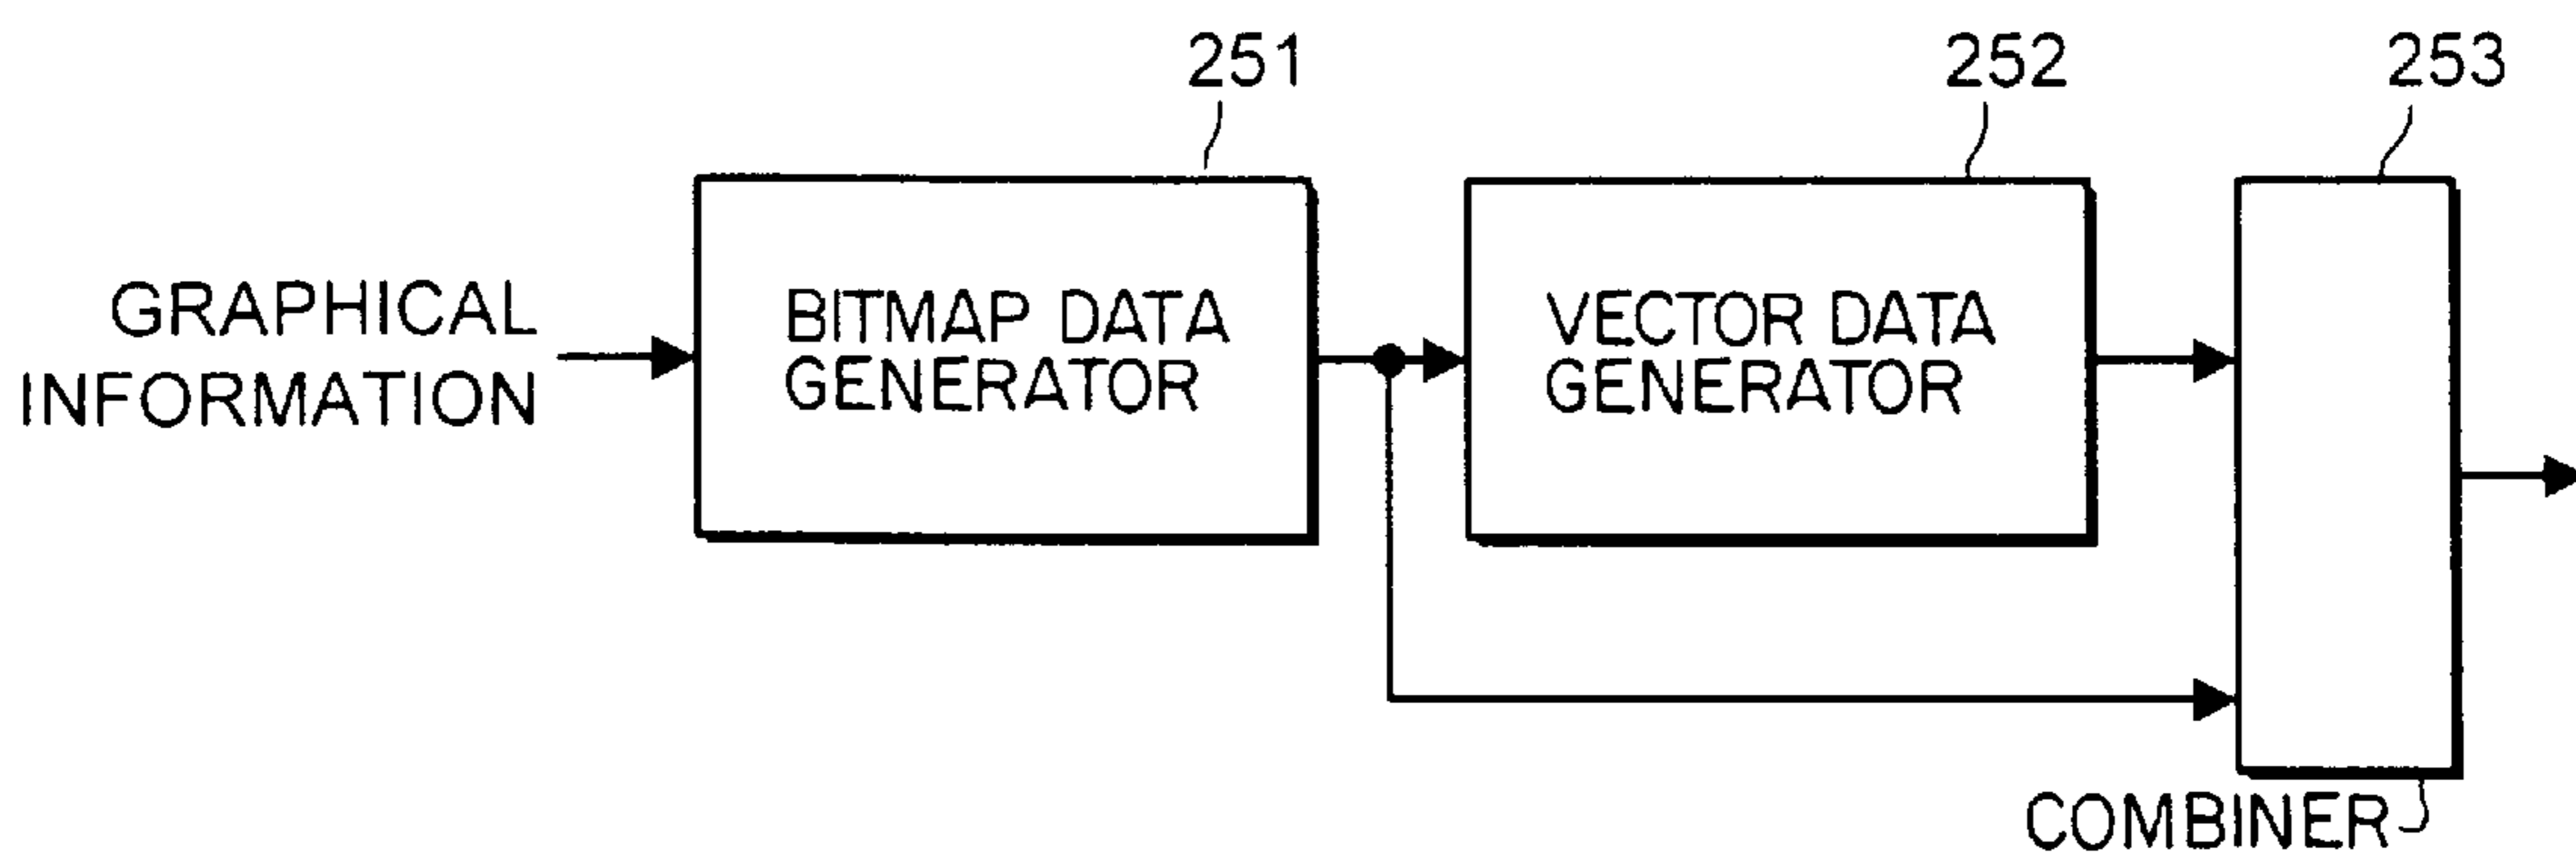 251
252
253
GRAPHICAL
INFORMATION
BITMAP DATA
GENERATOR
VECTOR DATA
GENERATOR
COMBINER